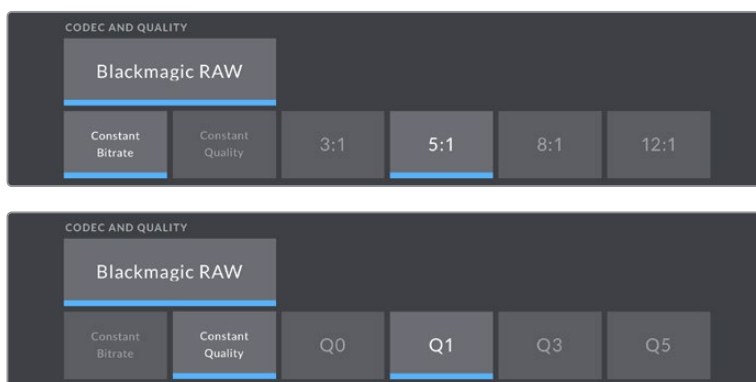 CODEC AND QUALITY
Blackmagic RAW
Constant Bitrate Constant Quality 3:1 5:1 8:1 12:1
CODEC AND QUALITY
Blackmagic RAW
Constant Bitrate Constant Quality Q0 Q1 Q3 Q5